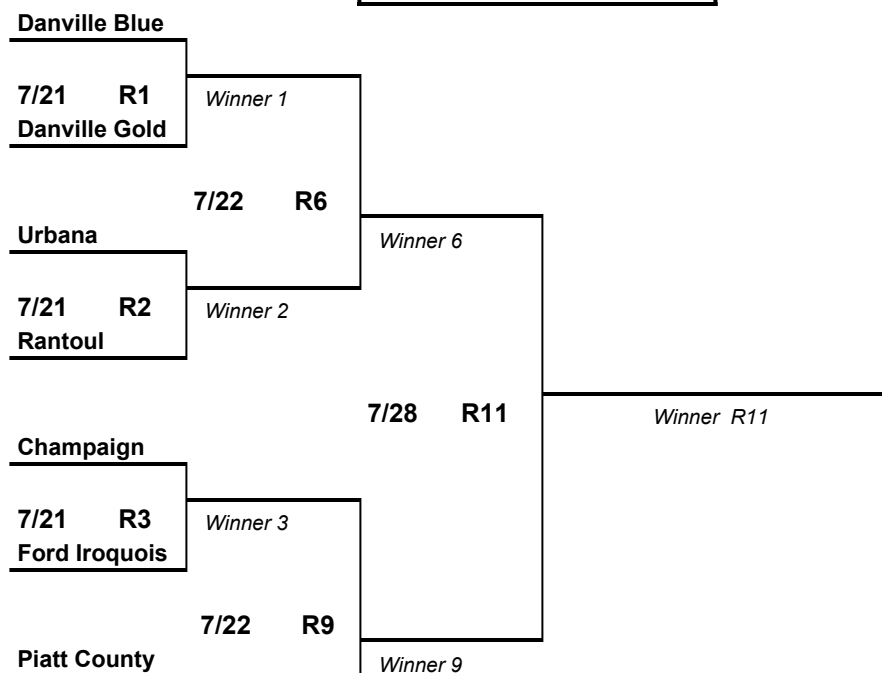 Danville Blue
7/21 R1
Winner 1
Danville Gold
7/22 R6
Urbana
Winner 6
7/21 R2
Winner 2
Rantoul
7/28 R11
Winner R11
Champaign
7/21 R3
Winner 3
Ford Iroquois
7/22 R9
Piatt County
Winner 9